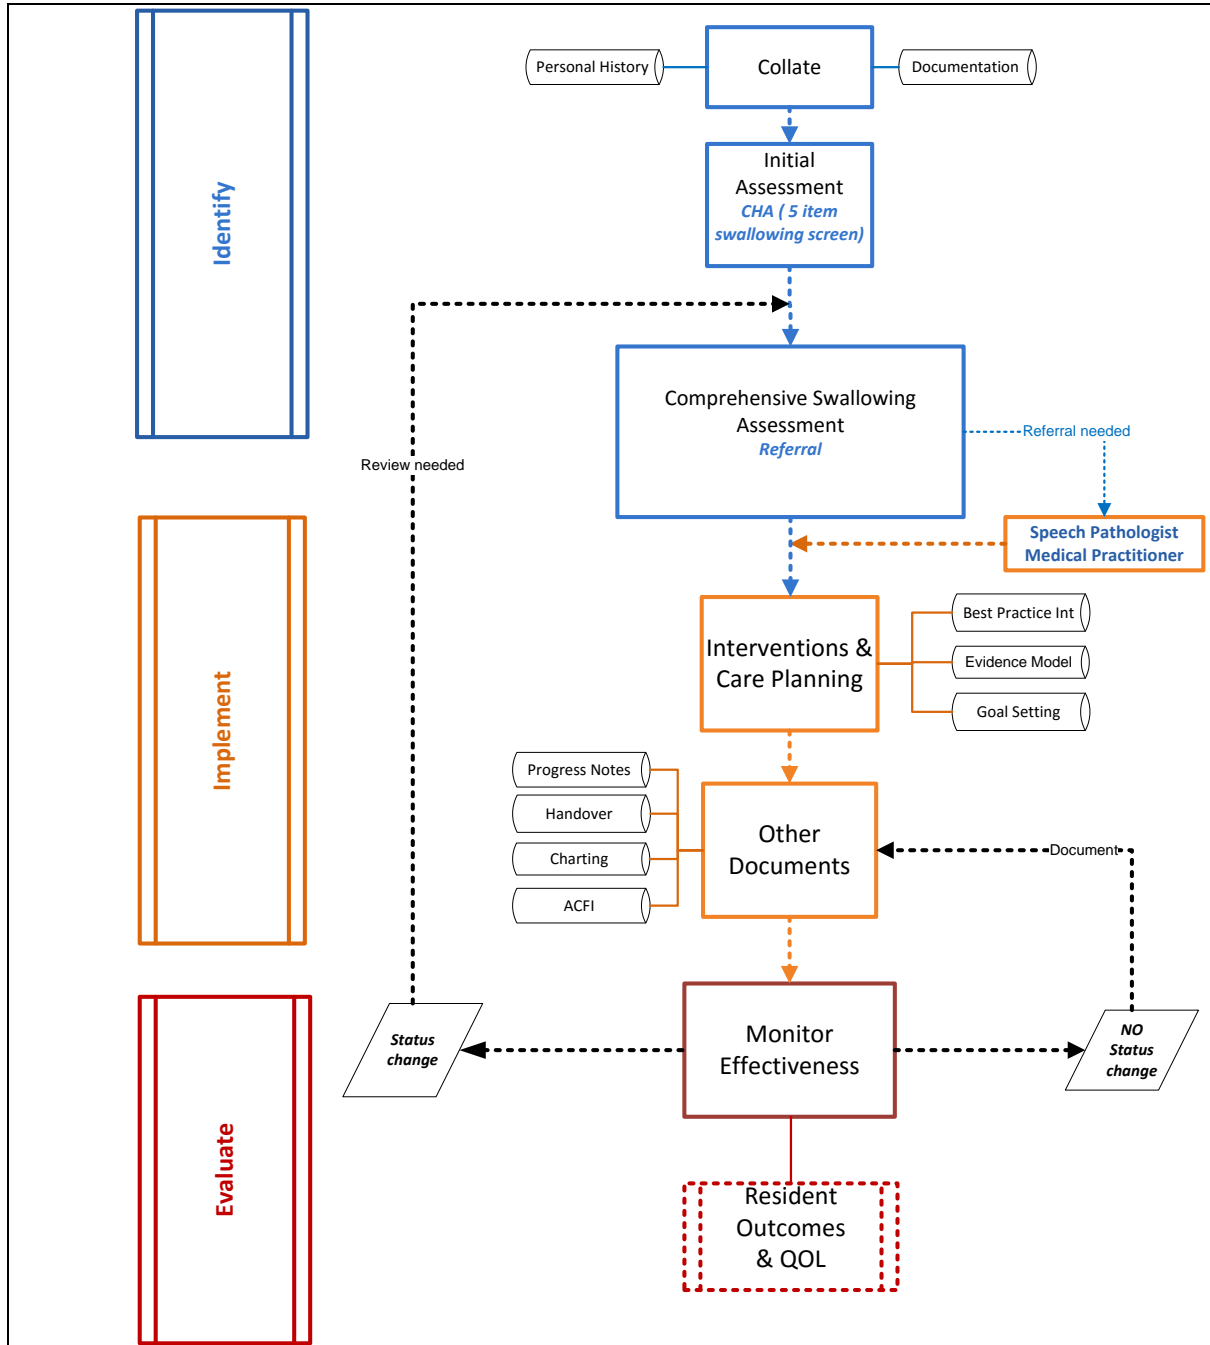 Identify
Personal History
Collate
Documentation
Initial
Assessment
CHA ( 5 item
swallowing screen)
Comprehensive Swallowing
Assessment
Referral
Referral needed
Review needed
Implement
Speech Pathologist
Medical Practitioner
Interventions &
Care Planning
Best Practice Int
Evidence Model
Goal Setting
Progress Notes
Handover
Charting
ACFI
Other
Documents
Document
Evaluate
Status
change
Monitor
Effectiveness
NO
Status
change
Resident
Outcomes
& QOL